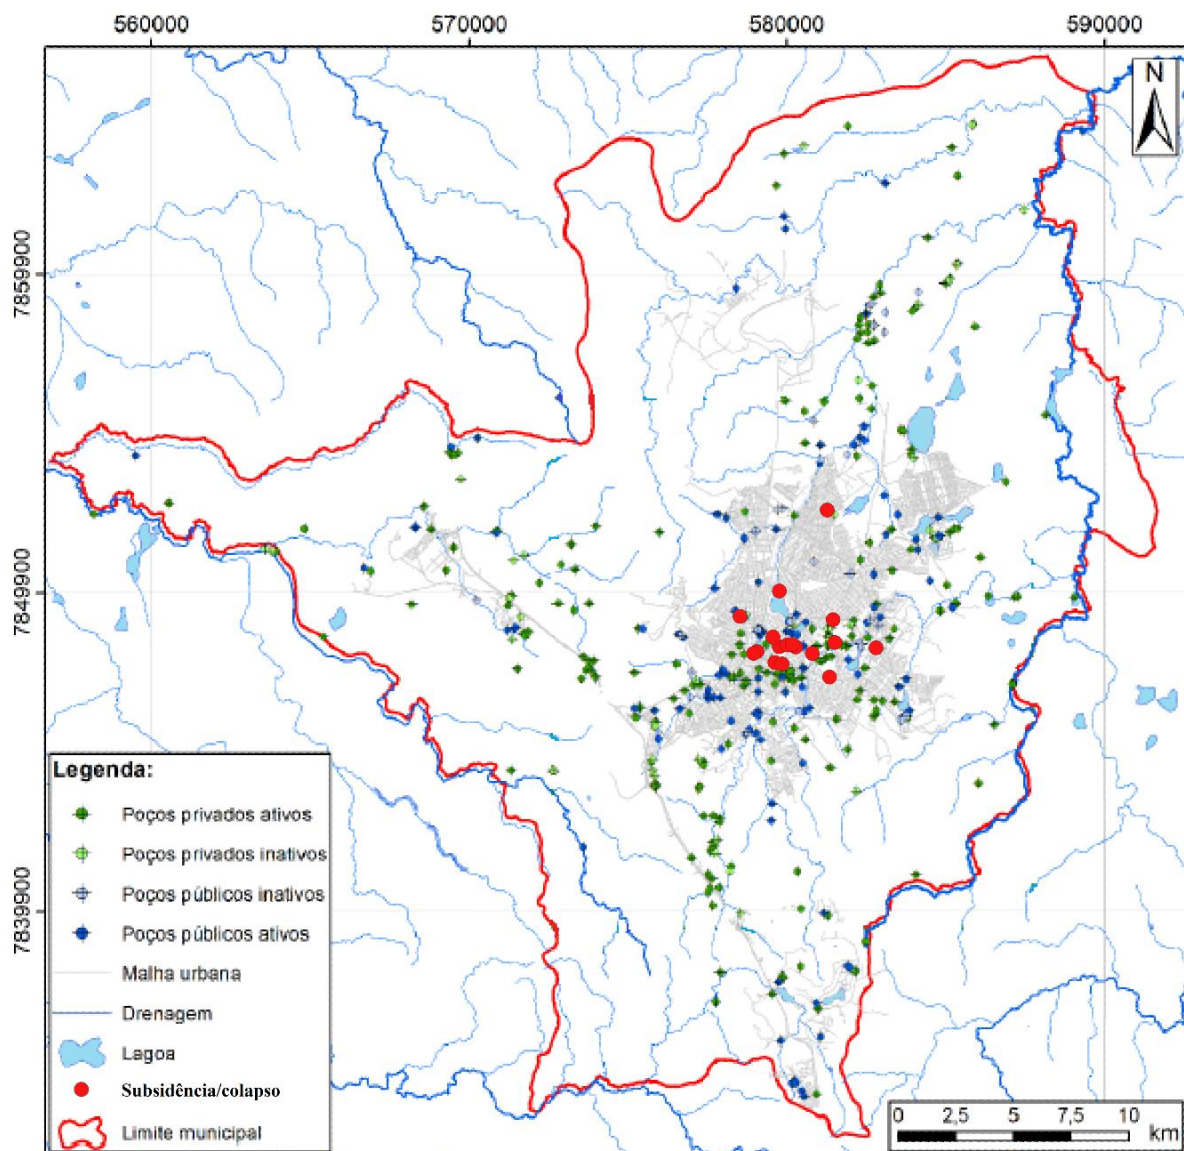 560000 570000 580000 590000
N
7859900
7849900
7839900
Legenda:
Poços privados ativos
Poços privados inativos
Poços públicos inativos
Poços públicos ativos
Malha urbana
Drenagem
Lagoa
Subsidência/colapso
Limite municipal
0 2,5 5 7,5 10
km